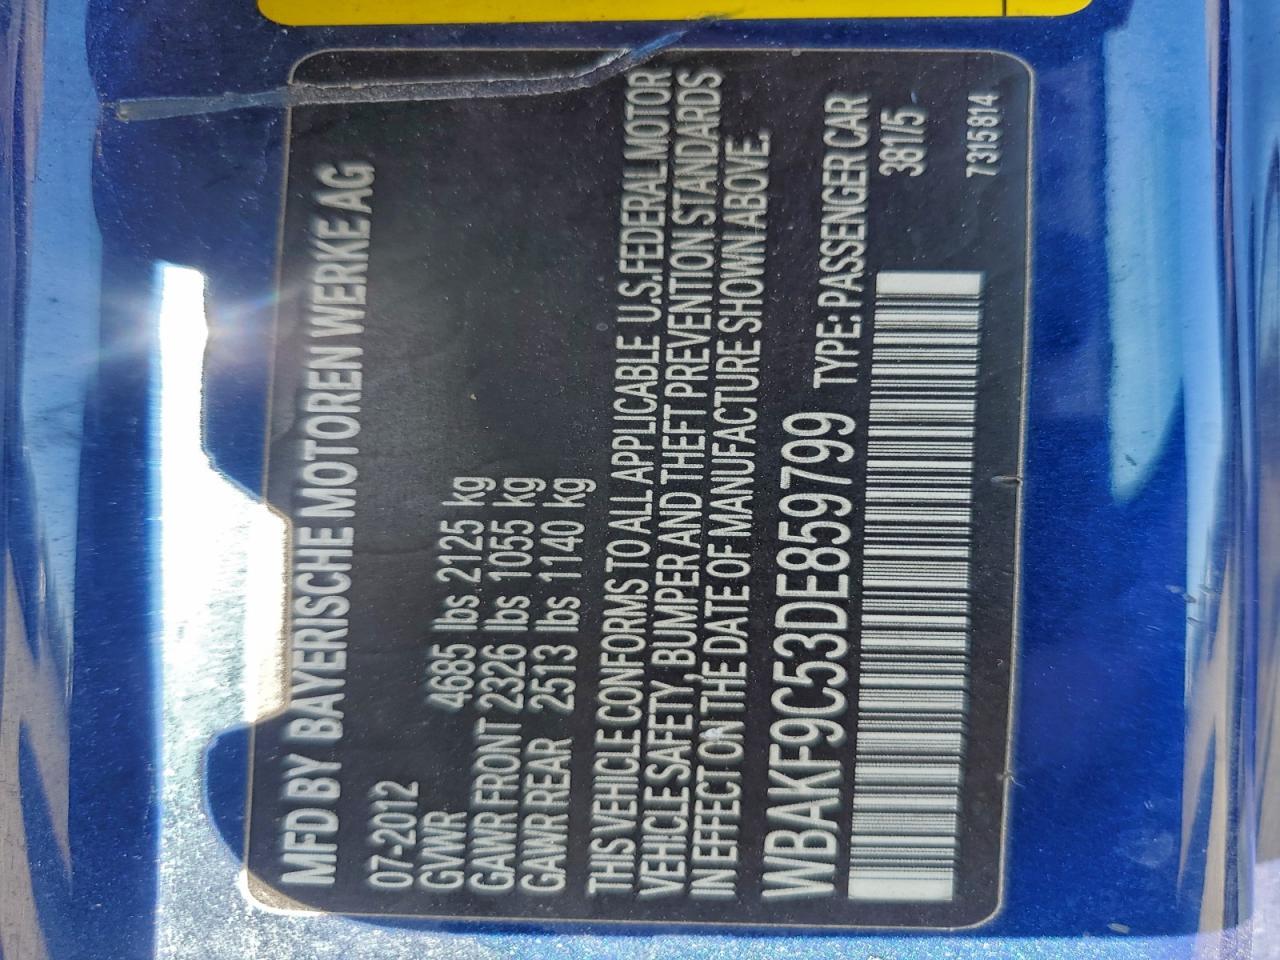 MFD BY BAYERISCHE MOTOREN WERKE AG
07-2012
GVWR 4685 lbs 2125 kg
GAWR FRONT 2326 lbs 1055 kg
GAWR REAR 2513 lbs 1140 kg
THIS VEHICLE CONFORMS TO ALL APPLICABLE U.S.FEDERAL MOTOR
VEHICLE SAFETY, BUMPER AND THEFT PREVENTION STANDARDS
IN EFFECT ON THE DATE OF MANUFACTURE SHOWN ABOVE.
WBAKF9C53DE859799 TYPE: PASSENGER CAR
381/5
7315814